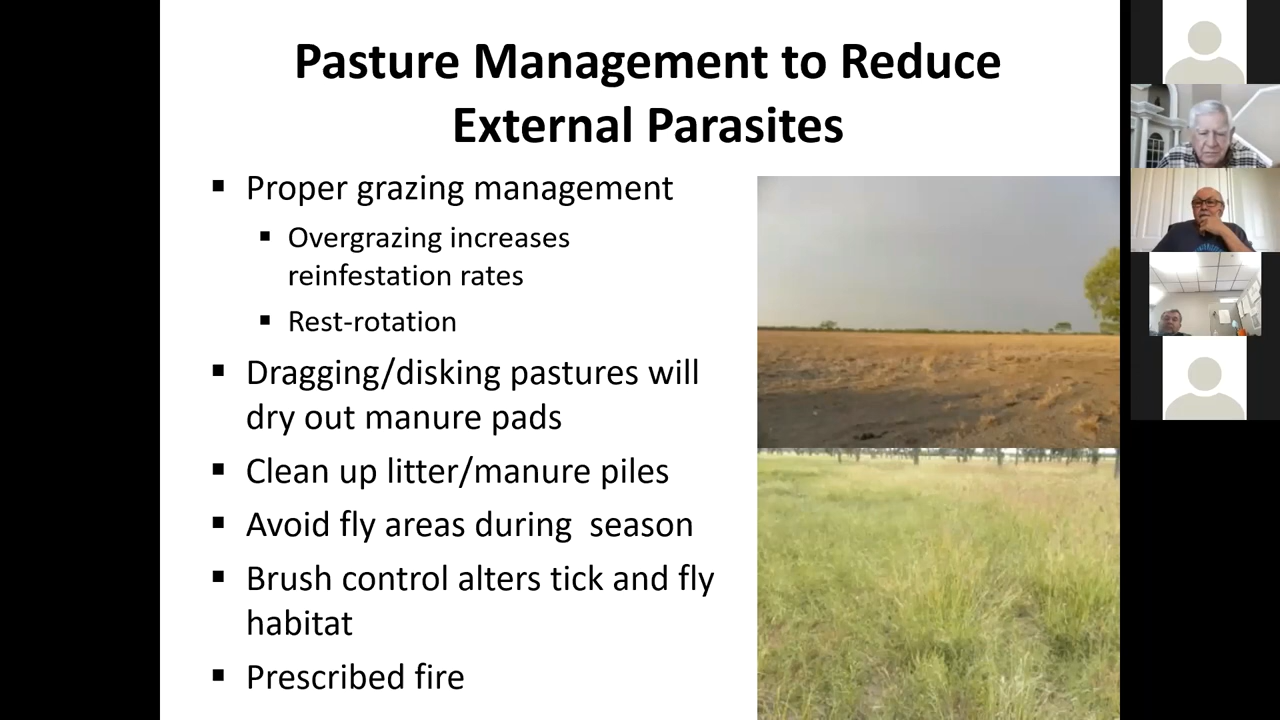 Pasture Management to Reduce
External Parasites
▪ Proper grazing management
▪ Overgrazing increases
reinfestation rates
▪ Rest-rotation
▪ Dragging/disking pastures will
dry out manure pads
▪ Clean up litter/manure piles
▪ Avoid fly areas during  season
▪ Brush control alters tick and fly
habitat
▪ Prescribed fire